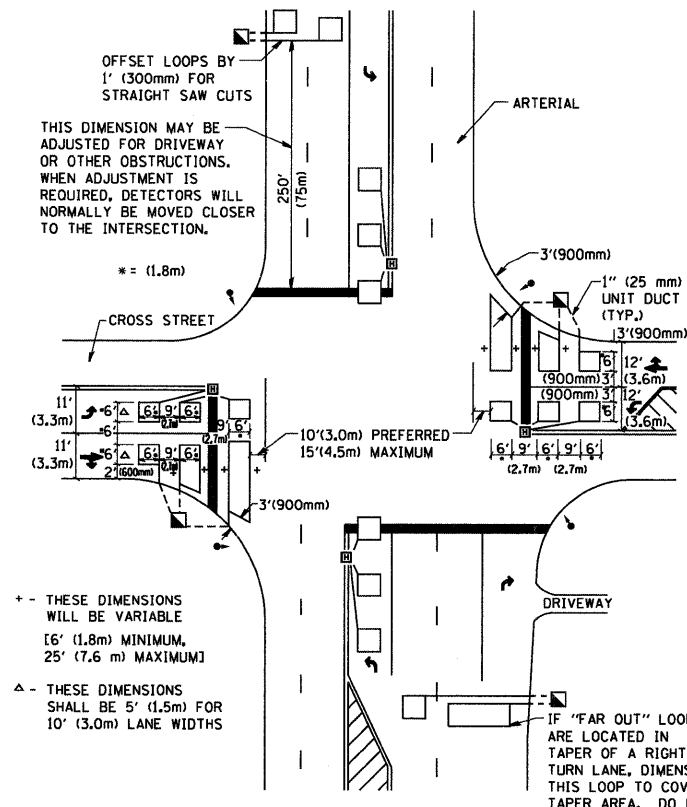 OFFSET LOOPS BY
1' (300mm) FOR
STRAIGHT SAW CUTS
THIS DIMENSION MAY BE
ADJUSTED FOR DRIVEWAY
OR OTHER OBSTRUCTIONS.
WHEN ADJUSTMENT IS
REQUIRED, DETECTORS WILL
NORMALLY BE MOVED CLOSER
TO THE INTERSECTION.
250'
(75m)
ARTERIAL
* = (1.8m)
H
3'(900mm)
1" (25 mm)
UNIT DUCT
(TYP.)
CROSS STREET
3'(900mm)
*6'
12'
(3.6m)
(900mm) 3'
(900mm) 3'
*6'
12'
(3.6m)
H
6' 9' 6' 9' 6'
* * *
(2.7m) (2.7m)
H
11'
(3.3m)
*6' △ 6' 9' 6'
(2.7m)
9' 6'
(2.7m)
*6'
11'
(3.3m)
*6' △ 6' 9' 6'
2' (600mm)
10'(3.0m) PREFERRED
15'(4.5m) MAXIMUM
3'(900mm)
H
+ - THESE DIMENSIONS
WILL BE VARIABLE
[6' (1.8m) MINIMUM,
25' (7.6 m) MAXIMUM]
△ - THESE DIMENSIONS
SHALL BE 5' (1.5m) FOR
10' (3.0m) LANE WIDTHS
DRIVEWAY
IF "FAR OUT" LOO
ARE LOCATED IN
TAPER OF A RIGHT
TURN LANE, DIMENS
THIS LOOP TO COV
TAPER AREA. DO